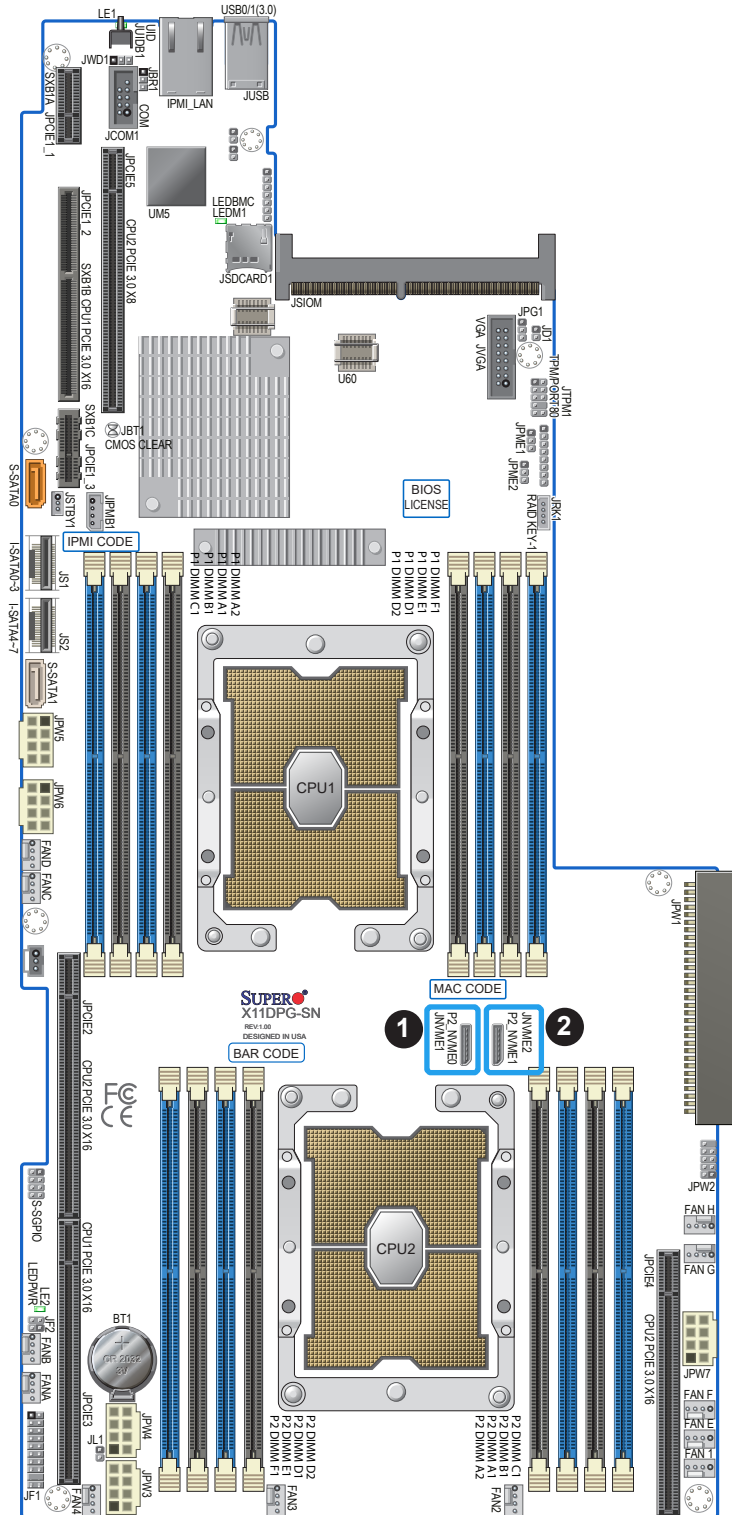 LE1
UID
JUIDB1
USB0/1(3.0)
JWD1
JBR1
SXB1A
JPCIE1_1
COM
JCOM1
IPMI_LAN
JUSB
JPCIE5
CPU2 PCIE 3.0 X8
UM5
LEDBMC
LEDM1
JSDCARD1
JPCIE1_2
SXB1B CPU1 PCIE 3.0 X16
JSIOM
JPG1
JD1
VGA JVGA
U60
TPM/PORT80
JTPM1
JBT1
CMOS CLEAR
SXB1C
JPCIE1_3
JPME1
JPME2
S-SATA0
JSTBY1
JPMB1
BIOS
LICENSE
JRK1
RAID KEY-1
IPMI CODE
I-SATA0~3
JS1
I-SATA4~7
JS2
S-SATA1
P1 DIMM C1
P1 DIMM B1
P1 DIMM A1
P1 DIMM A2
P1 DIMM D2
P1 DIMM D1
P1 DIMM E1
P1 DIMM F1
JPW5
JPW6
CPU1
FAND
FANC
JPW1
MAC CODE
SUPER
X11DPG-SN
REV:1.00
DESIGNED IN USA
BAR CODE
1
JNVME1
P2_NVME0
P2_NVME1
JNVME2
2
JPCIE2
CPU2 PCIE 3.0 X16
FC
CE
S-SGPIO
CPU1 PCIE 3.0 X16
JPCIE3
JPW2
FAN H
FAN G
CPU2
LEDPWR
LE2
JF2
FANB
FANA
BT1
+
CR 2032
3V
JPCIE4
CPU2 PCIE 3.0 X16
JPW7
FAN F
FAN E
FAN 1
JL1
JPW4
JPW3
JF1
FAN4
P2 DIMM F1
P2 DIMM E1
P2 DIMM D1
P2 DIMM D2
FAN3
P2 DIMM A2
P2 DIMM A1
P2 DIMM B1
P2 DIMM C1
FAN2